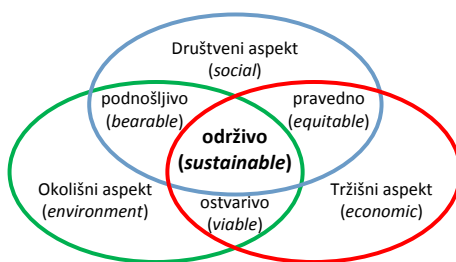 Društveni aspekt
(social)
podnošljivo
(bearable)
pravedno
(equitable)
održivo
(sustainable)
Okolišni aspekt
(environment)
ostvarivo
(viable)
Tržišni aspekt
(economic)